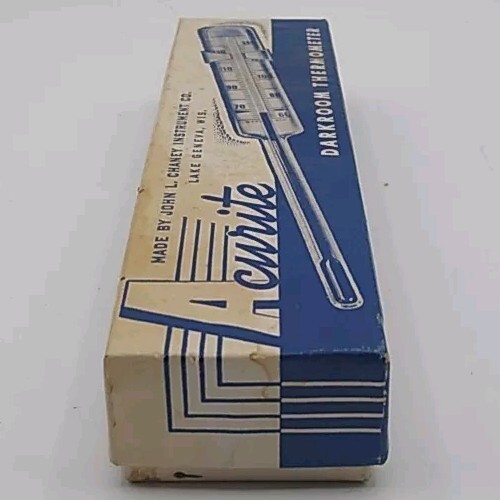 MADE BY JOHN L. CHANEY INSTRUMENT CO.
LAKE GENEVA, WIS.
Acurite
DARKROOM THERMOMETER